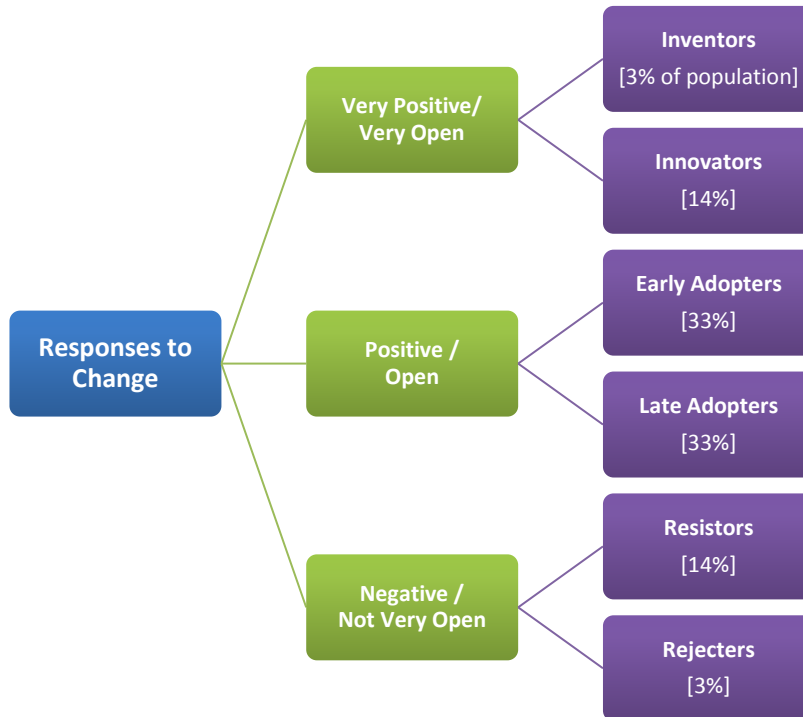 Responses to
Change
Very Positive/
Very Open
Inventors
[3% of population]
Innovators
[14%]
Positive /
Open
Early Adopters
[33%]
Late Adopters
[33%]
Negative /
Not Very Open
Resistors
[14%]
Rejecters
[3%]